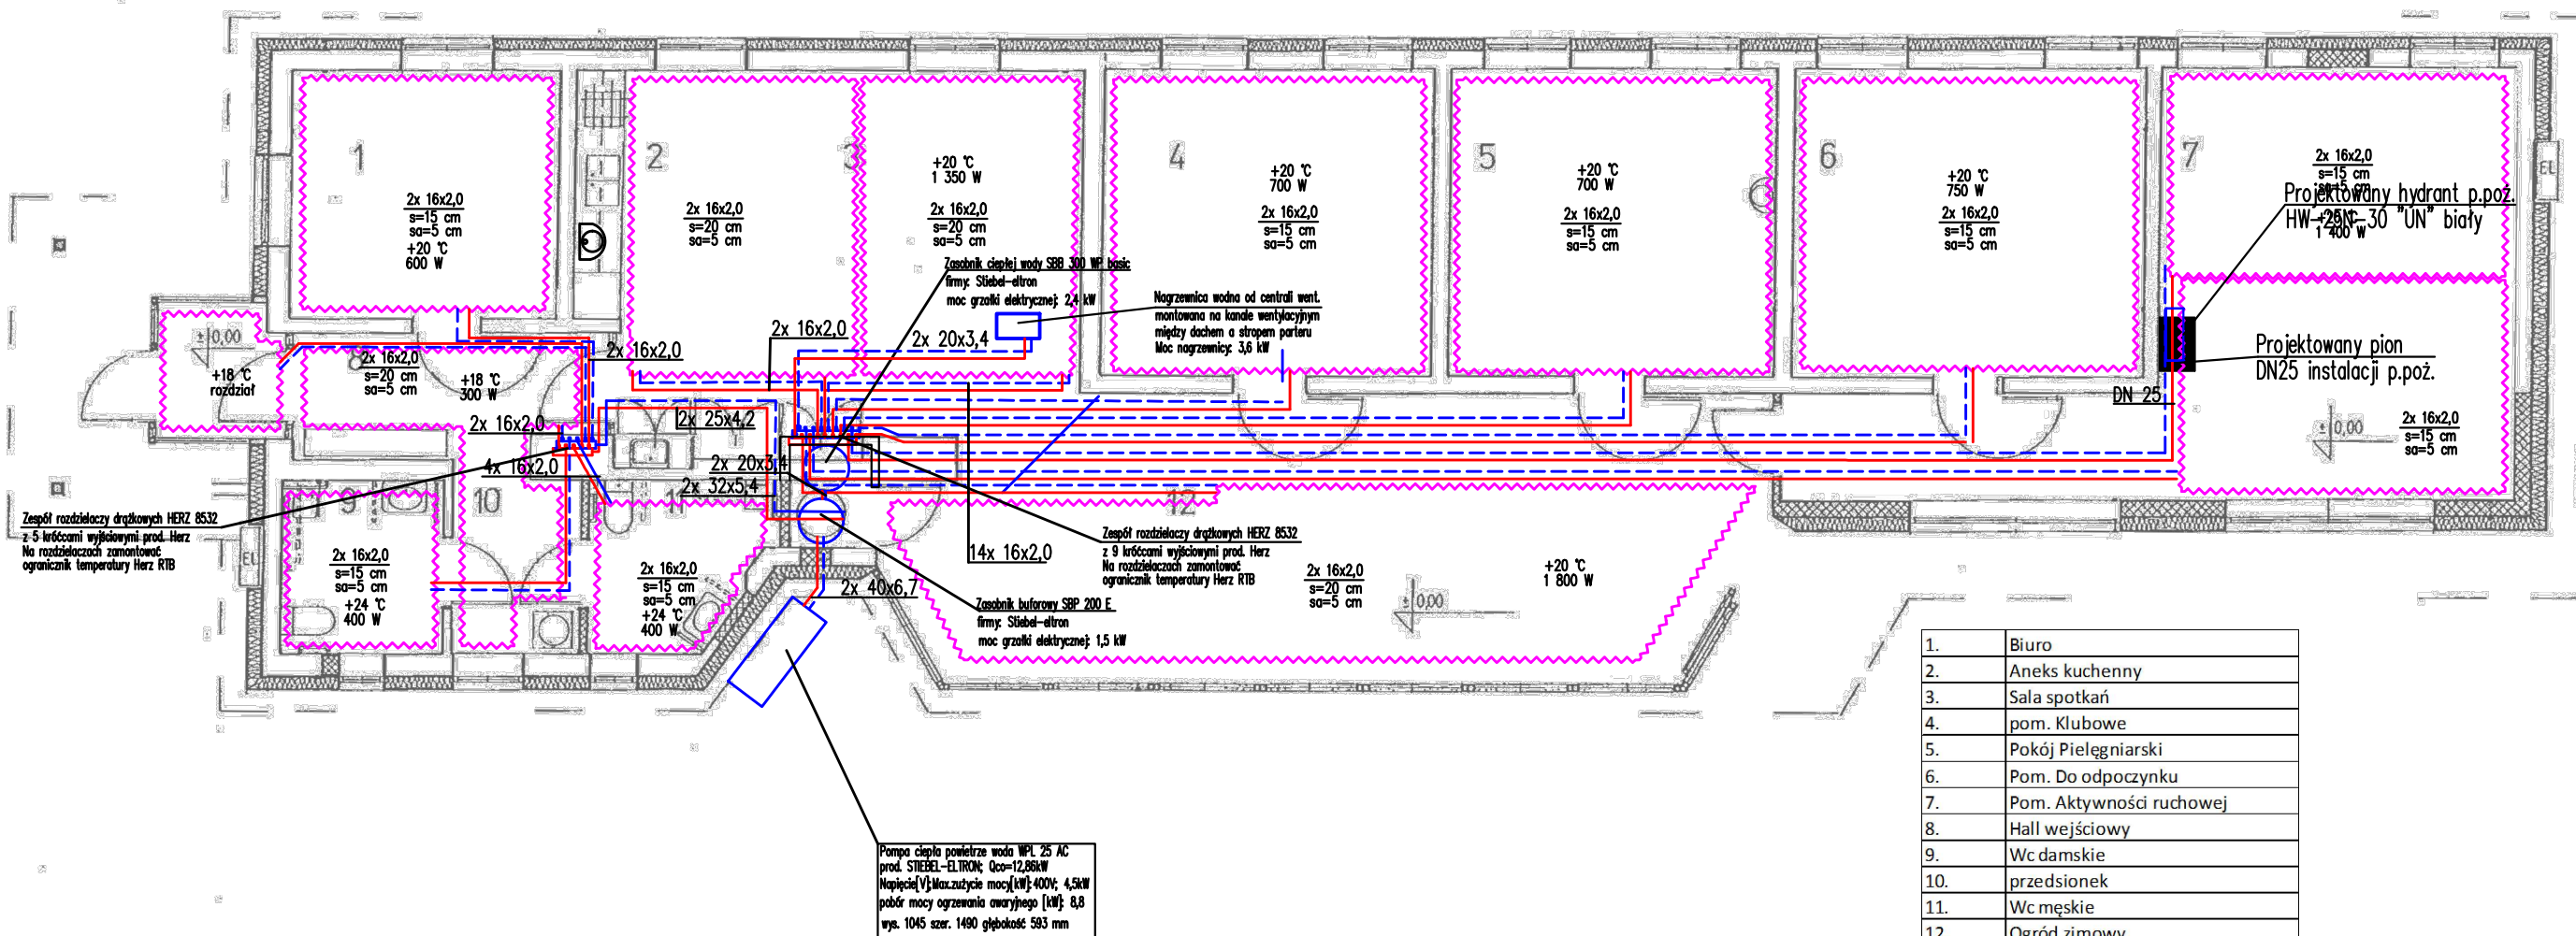 1
2x 16x2,0
s=15 cm
sa=5 cm
+20 °C
600 W
2
2x 16x2,0
s=20 cm
sa=5 cm
3
+20 °C
1 350 W
2x 16x2,0
s=20 cm
sa=5 cm
4
+20 °C
700 W
2x 16x2,0
s=15 cm
sa=5 cm
5
+20 °C
700 W
2x 16x2,0
s=15 cm
sa=5 cm
6
+20 °C
750 W
2x 16x2,0
s=15 cm
sa=5 cm
7
2x 16x2,0
s=15 cm
sa=5 cm
1 400 W
EL
Projektowany hydrant p.poż.
HW-25N-30 "UN" biały
Projektowany pion
DN25 instalacji p.poż.
DN 25
±0,00
2x 16x2,0
s=15 cm
sa=5 cm
Zasobnik ciepłej wody SBB 300 WP basic
firmy: Stiebel-eltron
moc grzałki elektrycznej: 2,4 kW
Nagrzewnica wodna od centrali went.
montowana na kanale wentylacyjnym
między dachem a stropem parteru
Moc nagrzewnicy: 3,6 kW
2x 16x2,0
2x 20x3,4
2x 16x2,0
±0,00
+18 °C
rozdział
8
2x 16x2,0
s=20 cm
sa=5 cm
+18 °C
300 W
2x 16x2,0
2x 25x4,2
4x 16x2,0
2x 20x3,4
2x 32x5,4
Zespół rozdzielaczy drążkowych HERZ 8532
z 5 króćcami wyjściowymi prod. Herz
Na rozdzielaczach zamontować
ogranicznik temperatury Herz RTB
EL
9
2x 16x2,0
s=15 cm
sa=5 cm
+24 °C
400 W
10
11
2x 16x2,0
s=15 cm
sa=5 cm
+24 °C
400 W
12
14x 16x2,0
Zespół rozdzielaczy drążkowych HERZ 8532
z 9 króćcami wyjściowymi prod. Herz
Na rozdzielaczach zamontować
ogranicznik temperatury Herz RTB
2x 40x6,7
Zasobnik buforowy SBP 200 E
firmy: Stiebel-eltron
moc grzałki elektrycznej: 1,5 kW
2x 16x2,0
s=20 cm
sa=5 cm
+20 °C
1 800 W
±0,00
Pompa ciepła powietrze woda WPL 25 AC
prod. STIEBEL-ELTRON; Qco=12,86kW
Napięcie[V];Max.zużycie mocy[kW]:400V; 4,5kW
pobór mocy ogrzewania awaryjnego [kW]: 8,8
wys. 1045 szer. 1490 głębokość 593 mm
1. Biuro
2. Aneks kuchenny
3. Sala spotkań
4. pom. Klubowe
5. Pokój Pielęgniarski
6. Pom. Do odpoczynku
7. Pom. Aktywności ruchowej
8. Hall wejściowy
9. Wc damskie
10. przedsionek
11. Wc męskie
12. Ogród zimowy